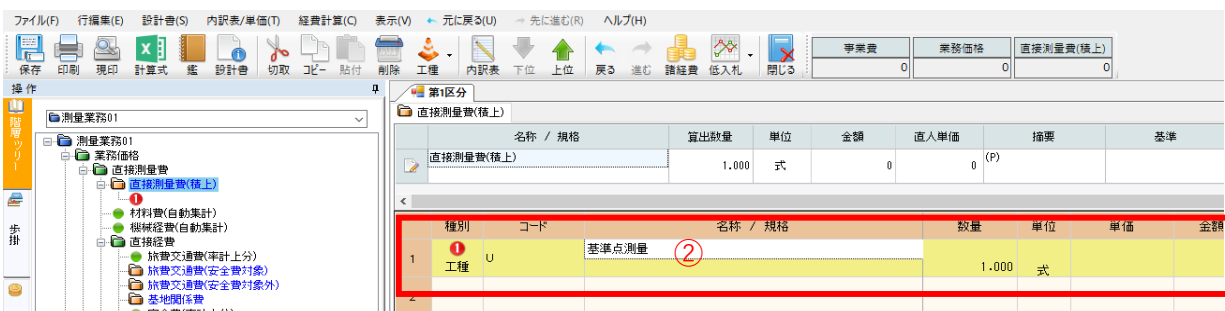 ファイル(F) 行編集(E) 設計書(S) 内訳表/単価(T) 経費計算(C) 表示(V) 元に戻る(U) 先に進む(R) ヘルプ(H)
保存 印刷 現印 計算式 鑑 設計書 切取 コピー 貼付 削除 工種 内訳表 下位 上位 戻る 進む 諸経費 低入札 閉じる
事業費 業務価格 直接測量費(積上)
0 0 0
操作
階層ツリー
歩掛
測量業務01
測量業務01
業務価格
直接測量費
直接測量費(積上)
1
材料費(自動集計)
機械経費(自動集計)
直接経費
旅費交通費(率計上分)
旅費交通費(安全費対象)
旅費交通費(安全費対象外)
基地関係費
第1区分
直接測量費(積上)
名称 / 規格 算出数量 単位 金額 直人単価 摘要 基準
直接測量費(積上) 1.000 式 0 0 (P)
<
種別 コード 名称 / 規格 数量 単位 単価 金額
1 1 工種 U 基準点測量 ② 1.000 式
2